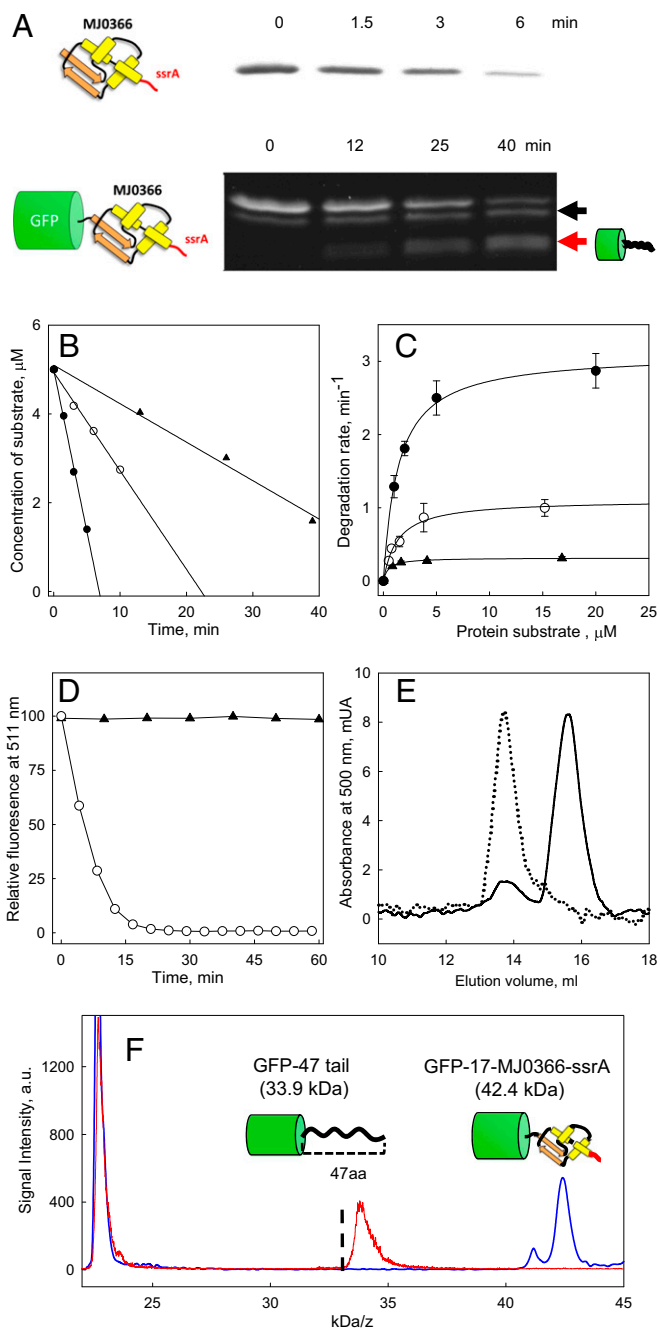 A
MJ0366
ssrA
0 1.5 3 6 min
0 12 25 40 min
GFP
MJ0366
ssrA
B
Concentration of substrate, μM
6
4
2
0
0 10 20 30 40
Time, min
C
Degradation rate, min-1
3
2
1
0
0 5 10 15 20 25
Protein substrate , μM
D
Relative fluoresence at 511 nm
100
75
50
25
0
0 15 30 45 60
Time, min
E
Absorbance at 500 nm, mUA
10
8
6
4
2
0
10 12 14 16 18
Elution volume, ml
F
Signal Intensity, a.u.
1200
800
400
0
GFP-47 tail
(33.9 kDa)
47aa
GFP-17-MJ0366-ssrA
(42.4 kDa)
25 30 35 40 45
kDa/z